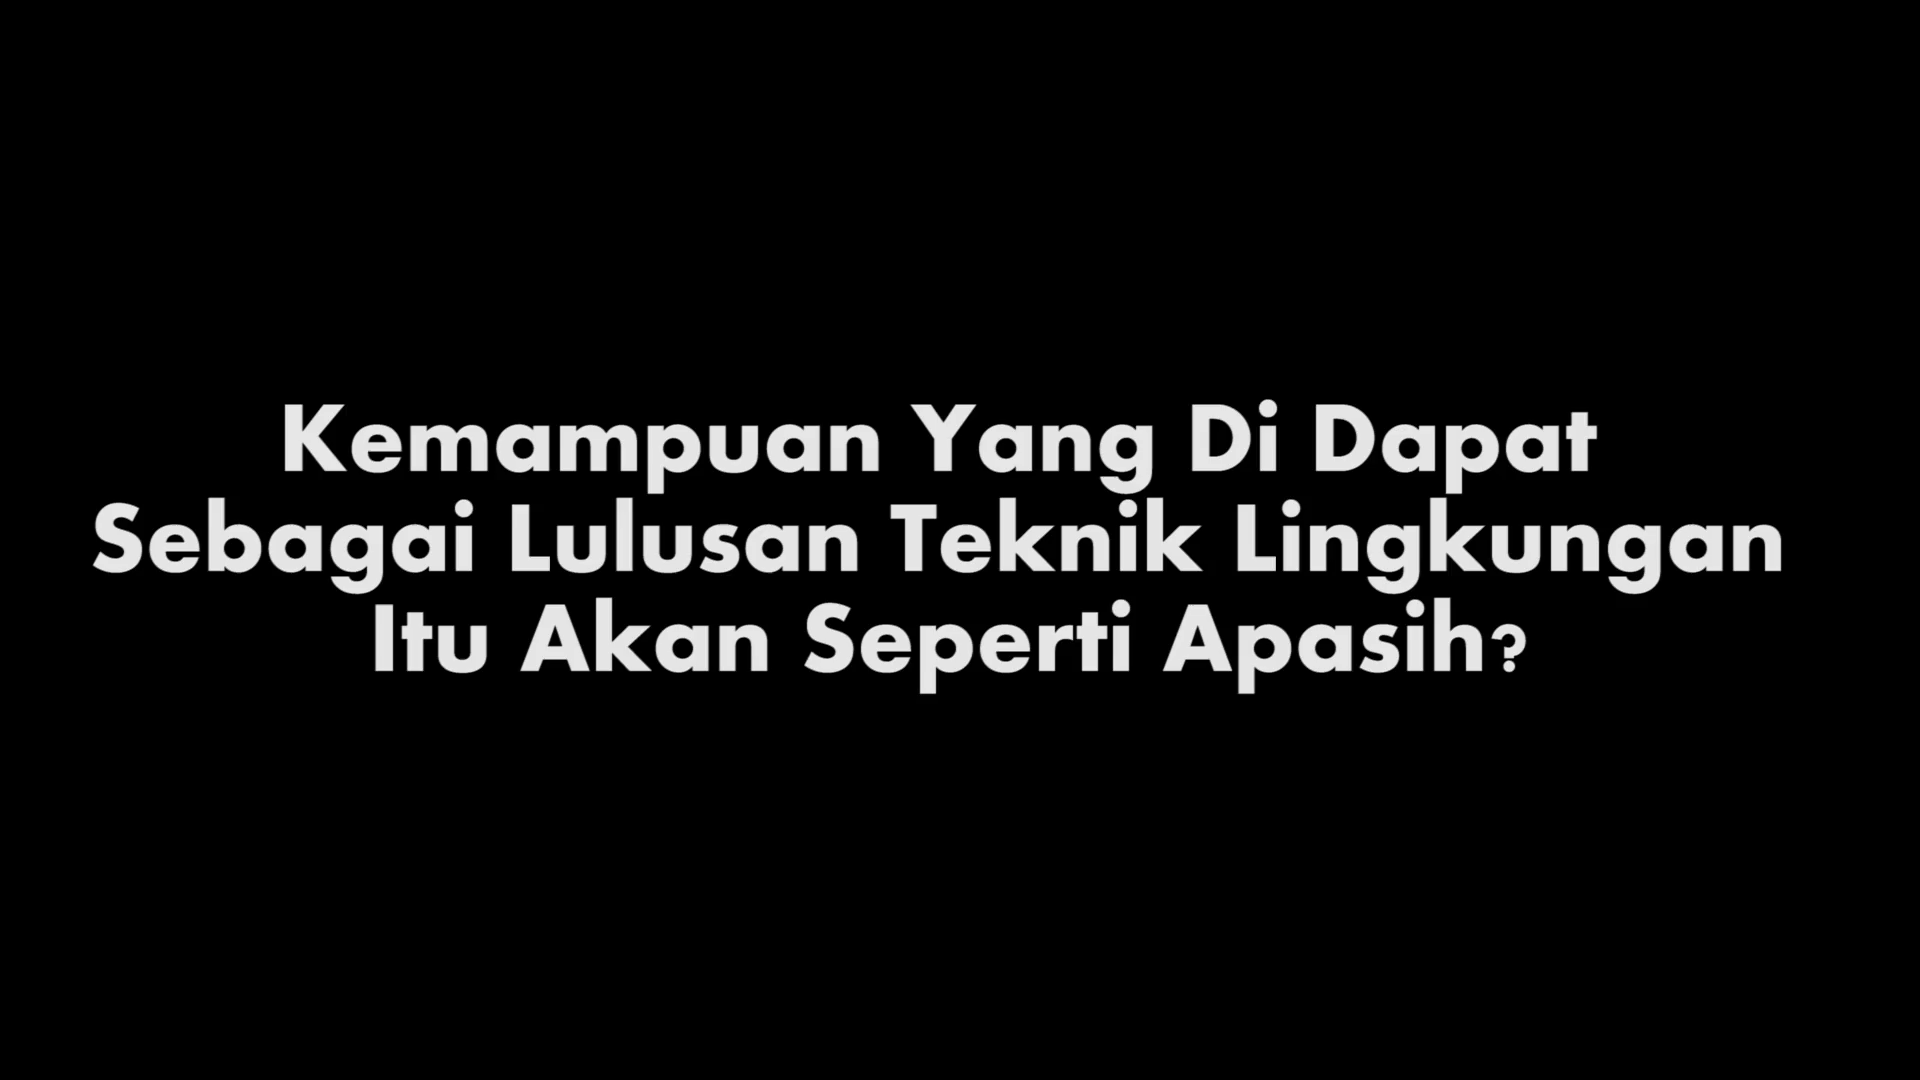 Kemampuan Yang Di Dapat
Sebagai Lulusan Teknik Lingkungan
Itu Akan Seperti Apasih?